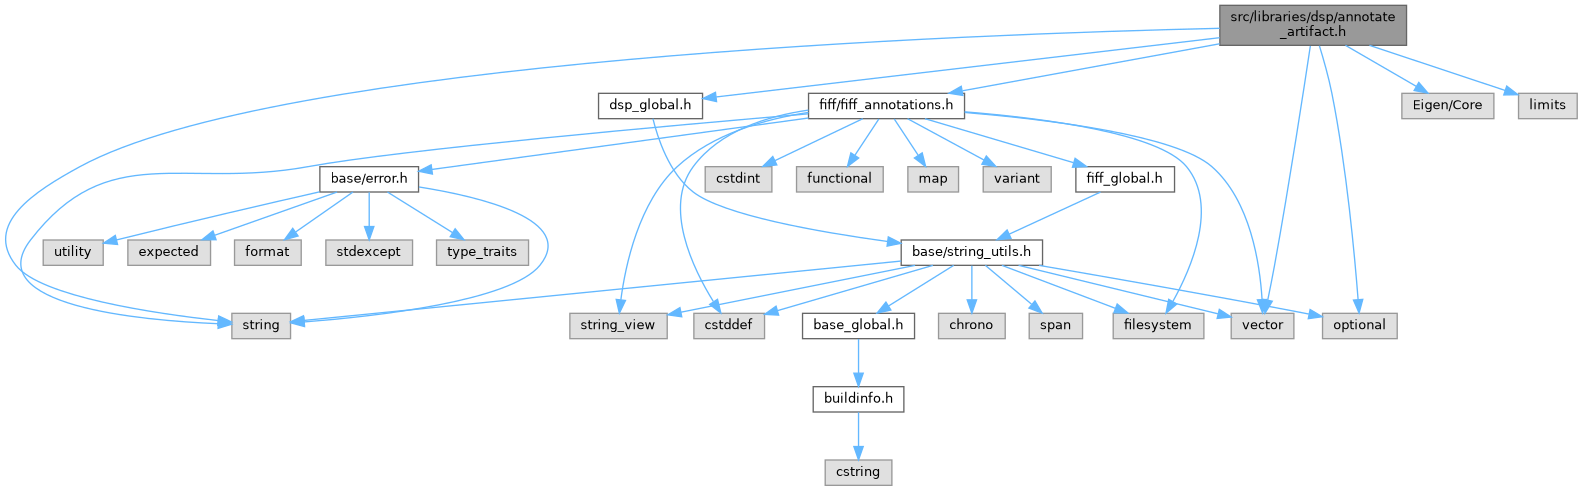 src/libraries/dsp/annotate
_artifact.h
dsp_global.h
fiff/fiff_annotations.h
Eigen/Core
limits
base/error.h
cstdint
functional
map
variant
fiff_global.h
utility
expected
format
stdexcept
type_traits
base/string_utils.h
string
string_view
cstddef
base_global.h
chrono
span
filesystem
vector
optional
buildinfo.h
cstring